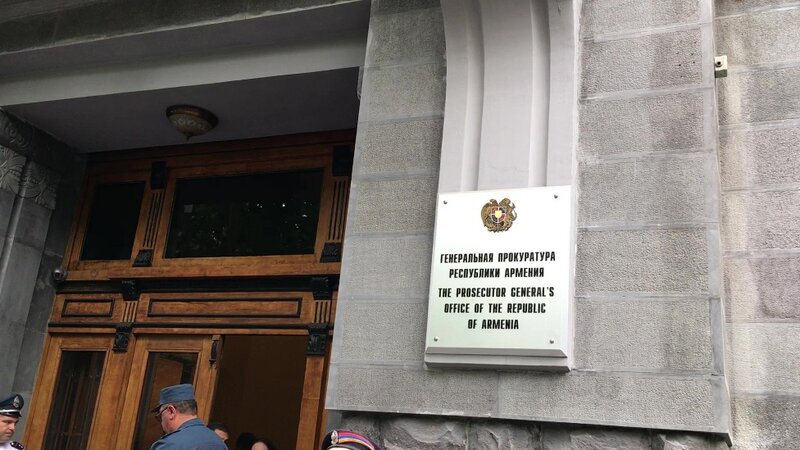 ГЕНЕРАЛЬНАЯ ПРОКУРАТУРА
РЕСПУБЛИКИ АРМЕНИЯ
THE PROSECUTOR GENERAL'S
OFFICE OF THE REPUBLIC
OF ARMENIA